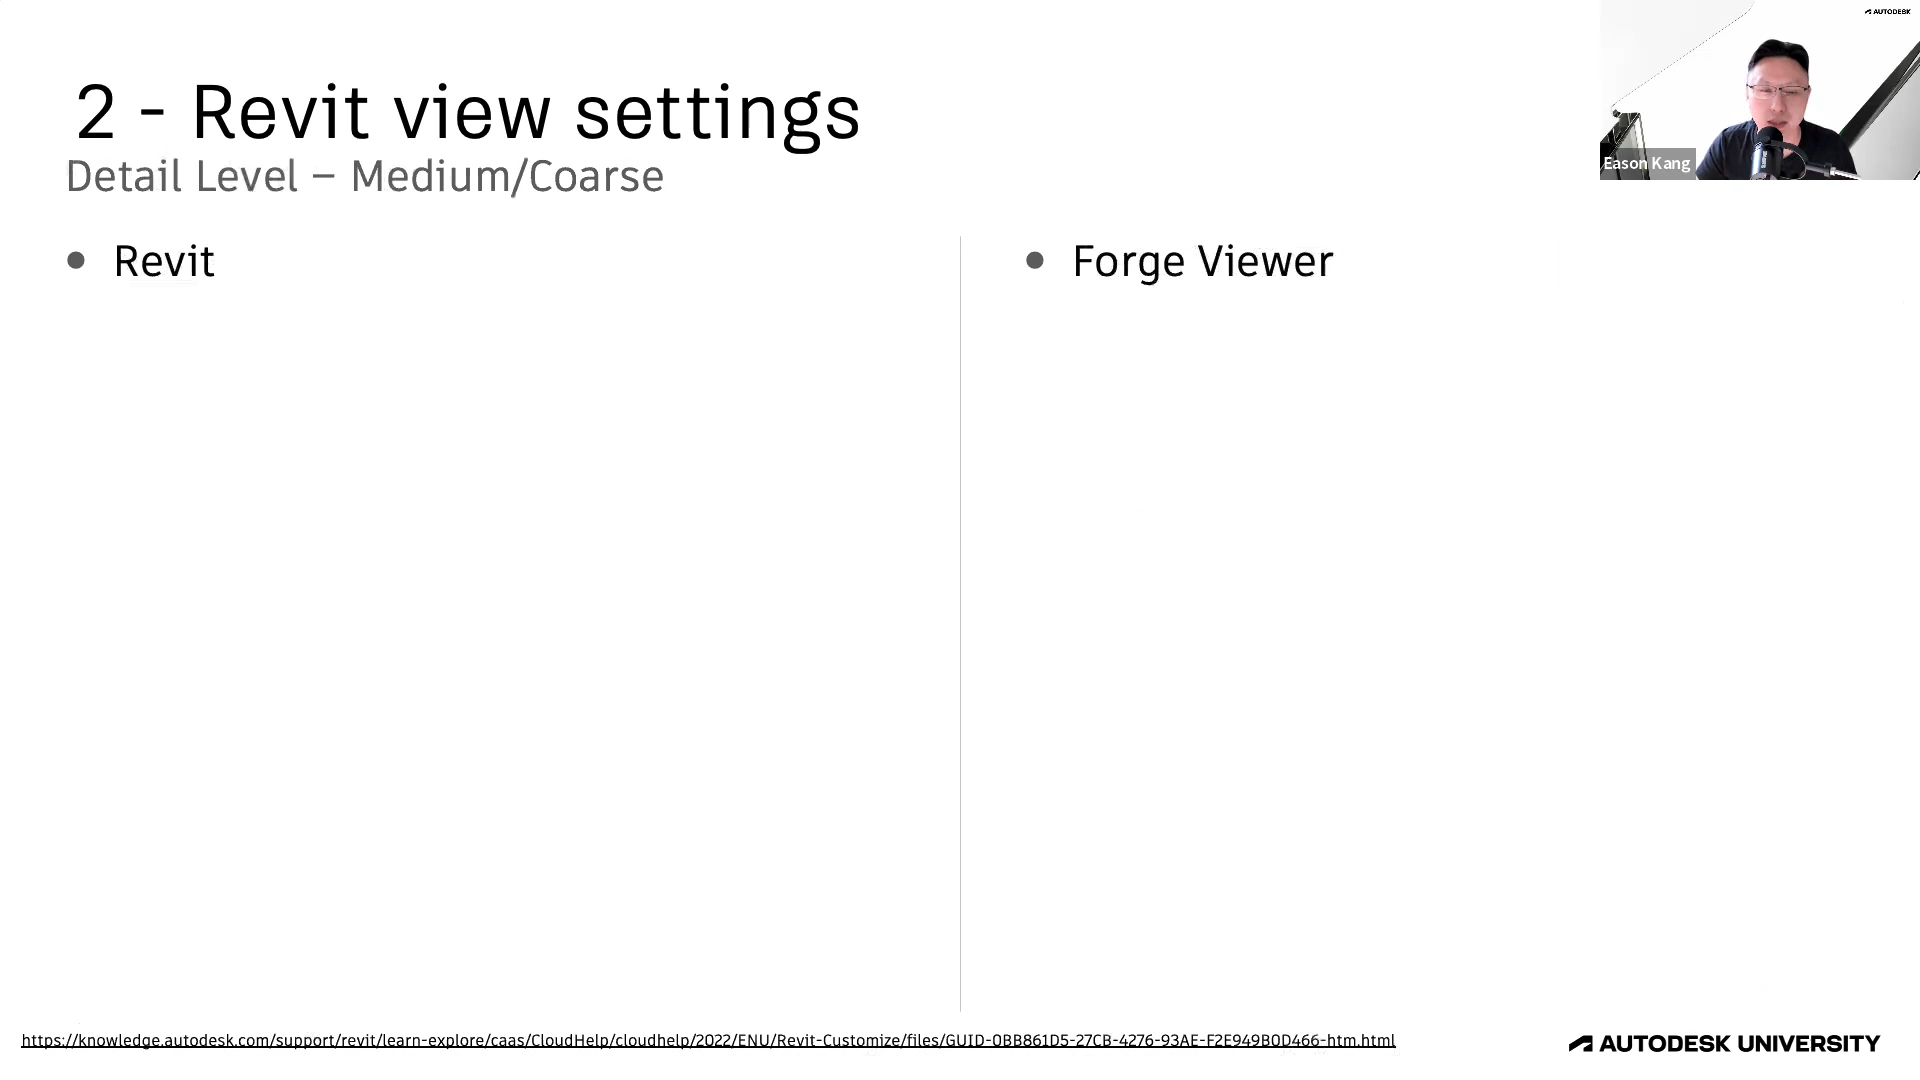 2 - Revit view settings
Detail Level – Medium/Coarse
AUTODESK
Eason Kang
• Revit
• Forge Viewer
https://knowledge.autodesk.com/support/revit/learn-explore/caas/CloudHelp/cloudhelp/2022/ENU/Revit-Customize/files/GUID-0BB861D5-27CB-4276-93AE-F2E949B0D466-htm.html
AUTODESK UNIVERSITY